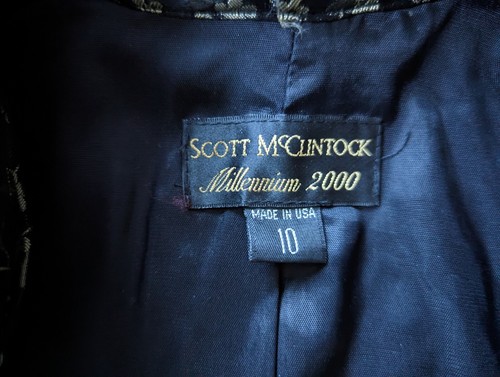 SCOTT MCCLINTOCK
Millennium 2000
MADE IN USA
10